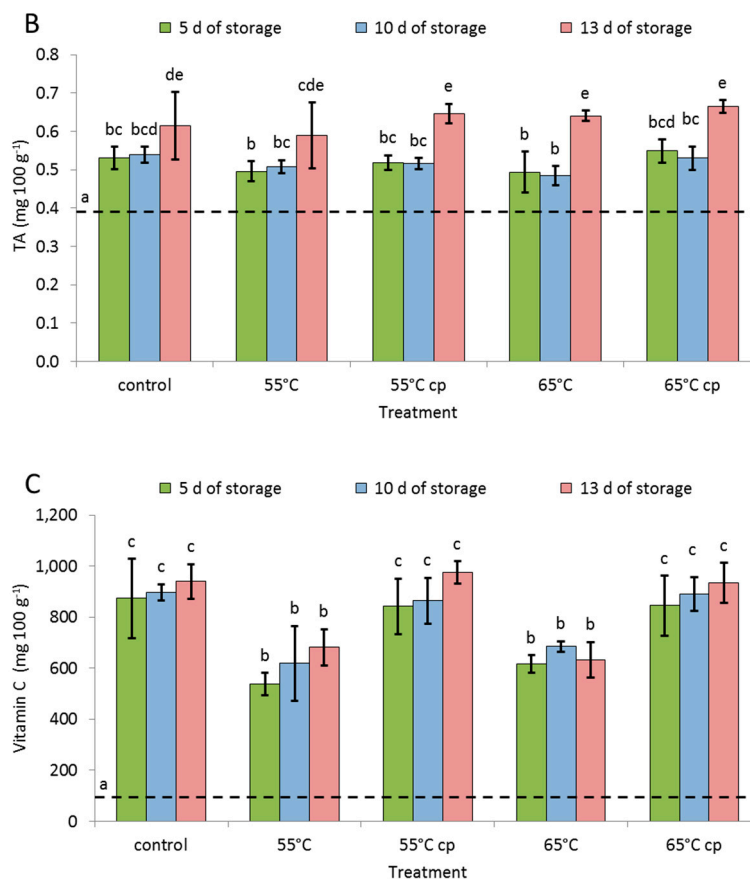 B
5 d of storage 10 d of storage 13 d of storage
0.8
0.7
0.6
0.5
0.4
0.3
0.2
0.1
0.0
TA (mg 100 g⁻¹)
a
bc bcd de
b bc cde
bc bc e
b b e
bcd bc e
control 55°C 55°C cp 65°C 65°C cp
Treatment
C
5 d of storage 10 d of storage 13 d of storage
1,200
1,000
800
600
400
200
0
Vitamin C (mg 100 g⁻¹)
a
c c c
b b b
c c c
b b b
c c c
control 55°C 55°C cp 65°C 65°C cp
Treatment